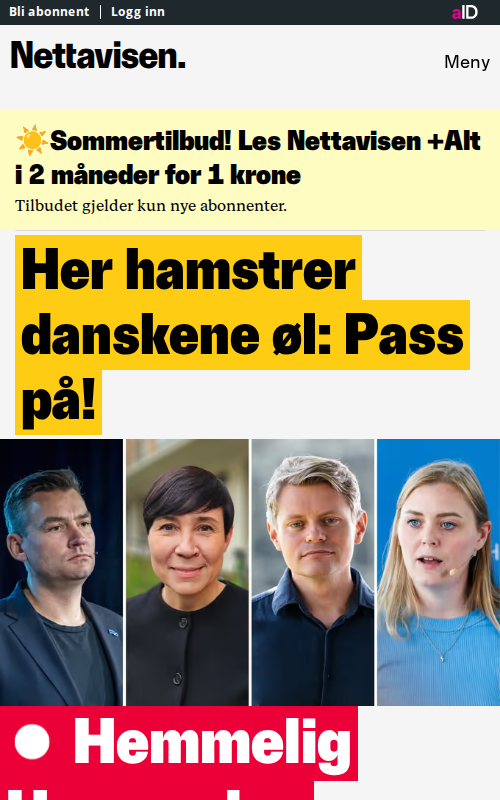 Bli abonnent Logg inn aID
Nettavisen.
Meny
☀️Sommertilbud! Les Nettavisen +Alt
i 2 måneder for 1 krone
Tilbudet gjelder kun nye abonnenter.
Her hamstrer
danskene øl: Pass
på!
Hemmelig